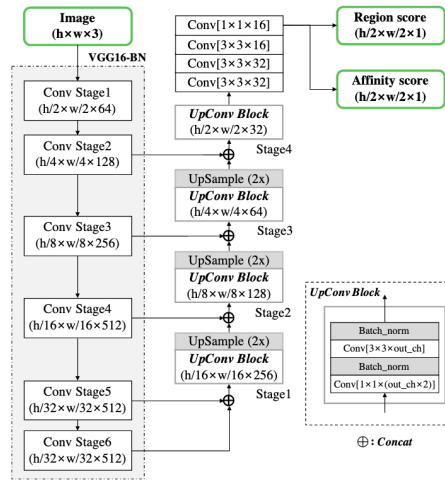 Image
(h×w×3)
VGG16-BN
Conv Stage1
(h/2×w/2×64)
Conv Stage2
(h/4×w/4×128)
Conv Stage3
(h/8×w/8×256)
Conv Stage4
(h/16×w/16×512)
Conv Stage5
(h/32×w/32×512)
Conv Stage6
(h/32×w/32×512)
Conv[1×1×16]
Conv[3×3×16]
Conv[3×3×32]
Conv[3×3×32]
UpConv Block
(h/2×w/2×32)
Stage4
⊕
UpSample (2x)
UpConv Block
(h/4×w/4×64)
Stage3
⊕
UpSample (2x)
UpConv Block
(h/8×w/8×128)
Stage2
⊕
UpSample (2x)
UpConv Block
(h/16×w/16×256)
Stage1
⊕
Region score
(h/2×w/2×1)
Affinity score
(h/2×w/2×1)
UpConv Block
Batch_norm
Conv[3×3×out_ch]
Batch_norm
Conv[1×1×(out_ch×2)]
⊕: Concat